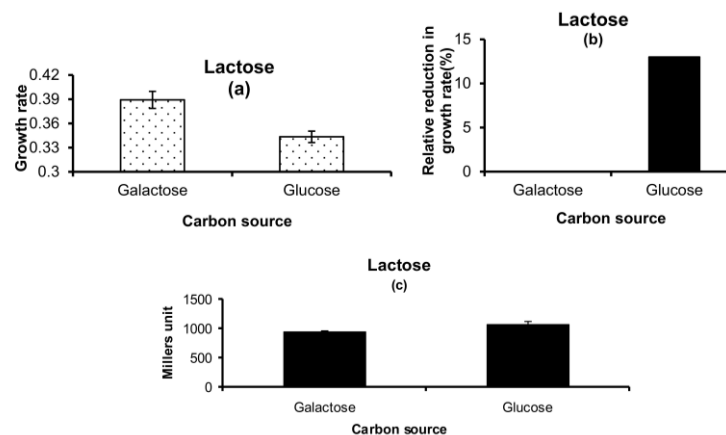 Lactose
(a)
Growth rate
0.42
0.39
0.36
0.33
0.3
Galactose Glucose
Carbon source
Lactose
(b)
Relative reduction in
growth rate(%)
15
10
5
0
Galactose Glucose
Carbon source
Lactose
(c)
Millers unit
1500
1000
500
0
Galactose Glucose
Carbon source